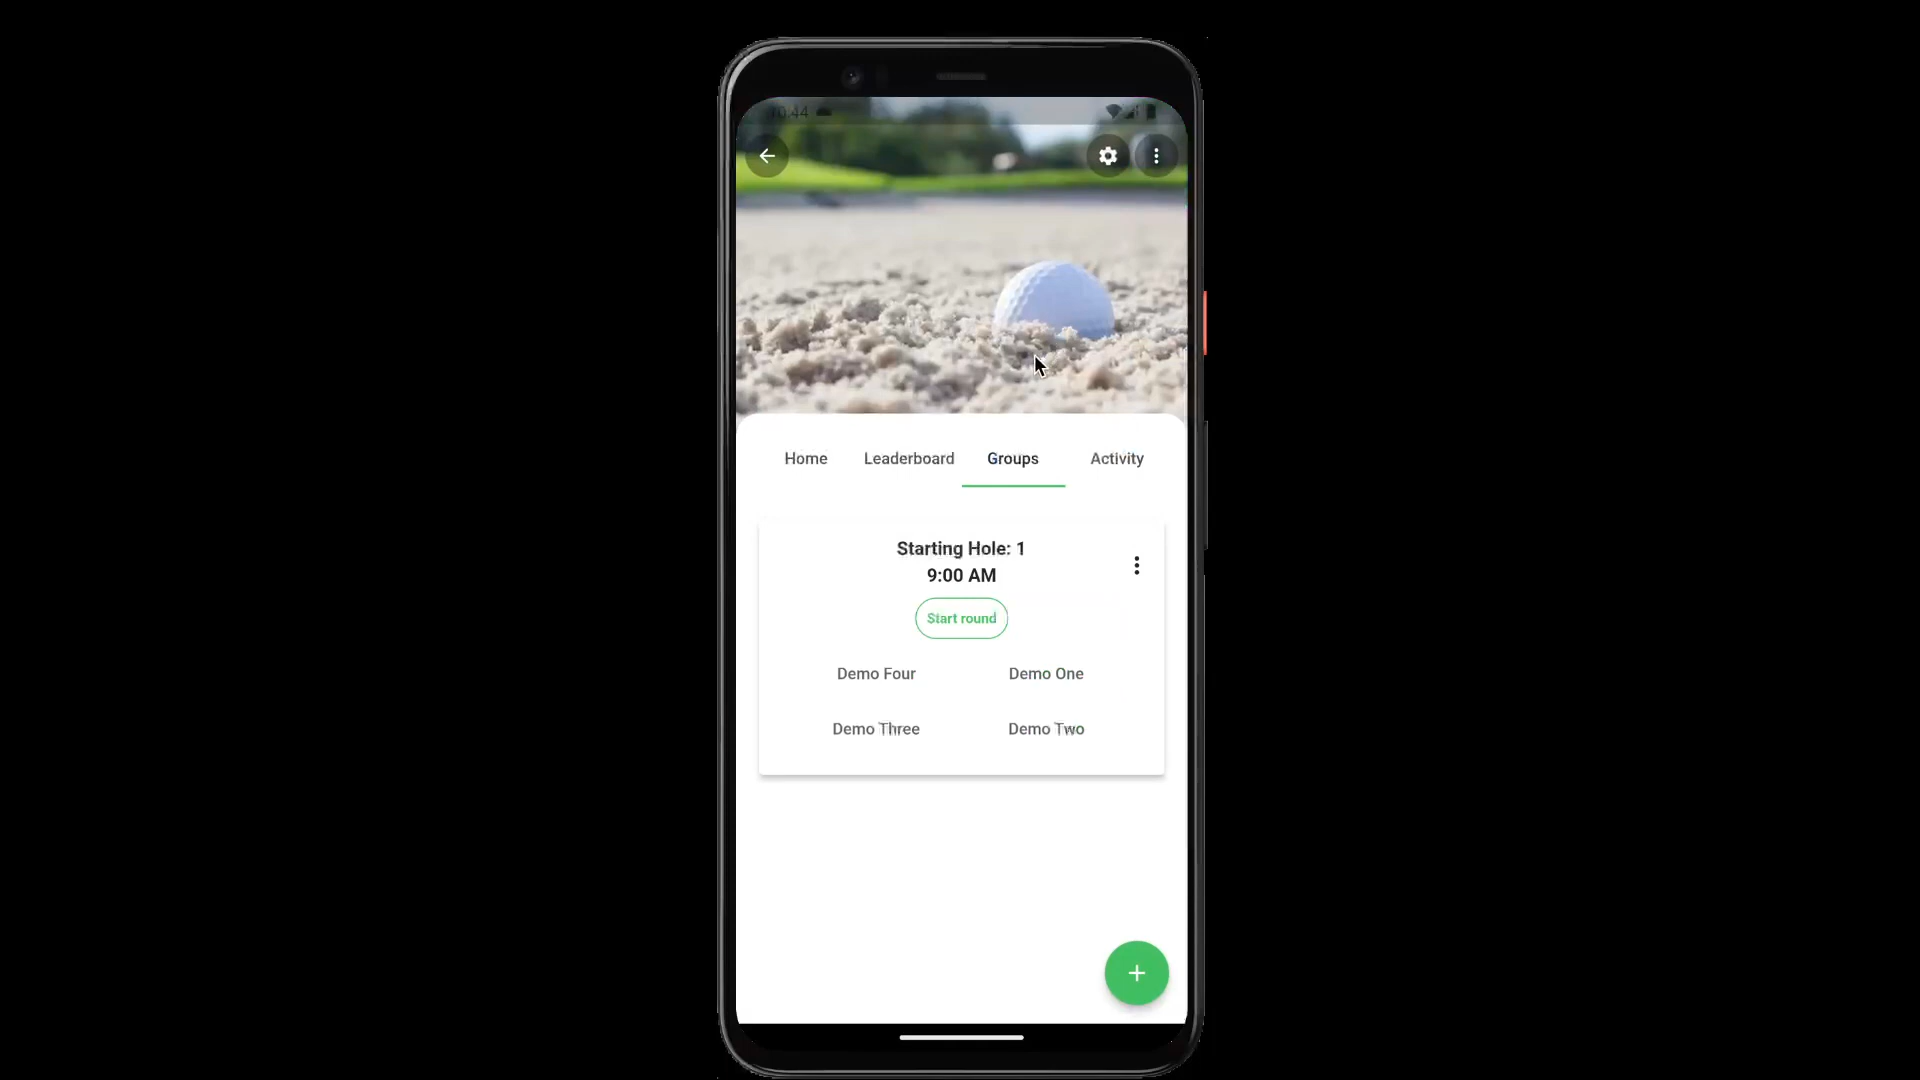 Home Leaderboard Groups Activity
Starting Hole: 1
9:00 AM
Start round
Demo Four Demo One
Demo Three Demo Two